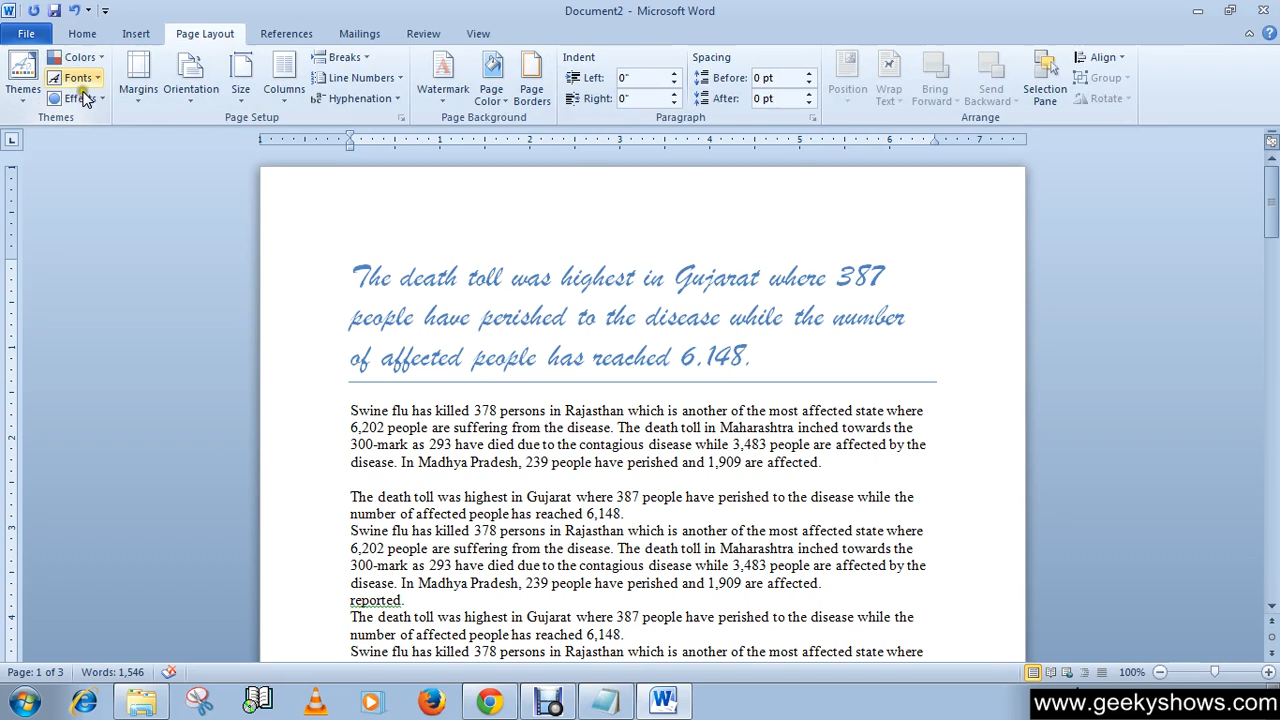 Document2 - Microsoft Word
File Home Insert Page Layout References Mailings Review View
Themes
Colors
Fonts
Effects
Themes
Margins
Orientation
Size
Columns
Breaks
Line Numbers
Hyphenation
Page Setup
Watermark
Page Color
Page Borders
Page Background
Indent
Left: 0"
Right: 0"
Spacing
Before: 0 pt
After: 0 pt
Paragraph
Position
Wrap Text
Bring Forward
Send Backward
Selection Pane
Align
Group
Rotate
Arrange
1 1 2 3 4 5 6 7
The death toll was highest in Gujarat where 387
people have perished to the disease while the number
of affected people has reached 6,148.
Swine flu has killed 378 persons in Rajasthan which is another of the most affected state where
6,202 people are suffering from the disease. The death toll in Maharashtra inched towards the
300-mark as 293 have died due to the contagious disease while 3,483 people are affected by the
disease. In Madhya Pradesh, 239 people have perished and 1,909 are affected.
The death toll was highest in Gujarat where 387 people have perished to the disease while the
number of affected people has reached 6,148.
Swine flu has killed 378 persons in Rajasthan which is another of the most affected state where
6,202 people are suffering from the disease. The death toll in Maharashtra inched towards the
300-mark as 293 have died due to the contagious disease while 3,483 people are affected by the
disease. In Madhya Pradesh, 239 people have perished and 1,909 are affected.
reported.
The death toll was highest in Gujarat where 387 people have perished to the disease while the
number of affected people has reached 6,148.
Swine flu has killed 378 persons in Rajasthan which is another of the most affected state where
Page: 1 of 3 Words: 1,546 100%
www.geekyshows.com